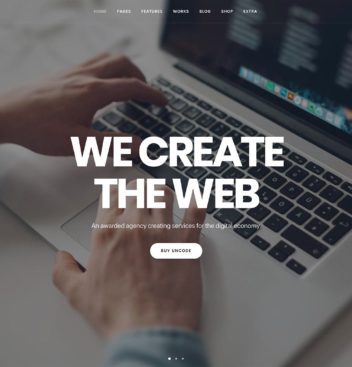 HOME PAGES FEATURES WORKS BLOG SHOP EXTRA
WE CREATE
THE WEB
An awarded agency creating services for the digital economy
BUY UNCODE